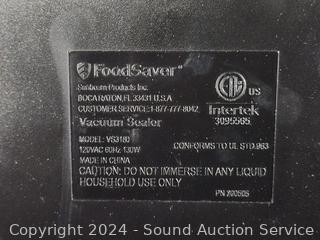 FoodSaver
Sunbeam Products Inc.
BOCA RATON, FL 33431 U.S.A
CUSTOMER SERVICE:1-877-777-8042
Vacuum Sealer
MODEL: VS3180
120VAC 60Hz 130W
MADE IN CHINA
CAUTION: DO NOT IMMERSE IN ANY LIQUID
HOUSEHOLD USE ONLY
US
Intertek
3095595
CONFORMS TO UL STD.983
Copyright 2024 - Sound Auction Service